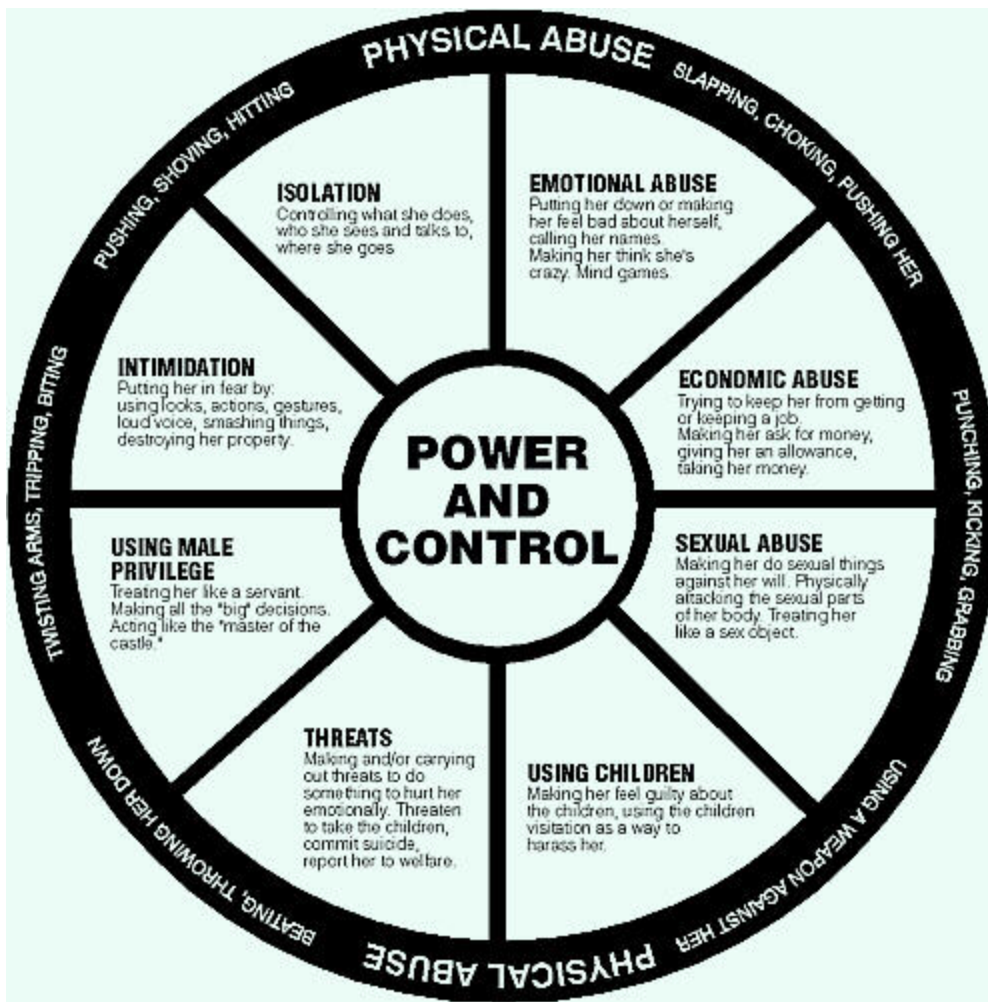 PHYSICAL ABUSE
SLAPPING, CHOKING, PUSHING HER
PUNCHING, KICKING, GRABBING
USING A WEAPON AGAINST HER
PHYSICAL ABUSE
BEATING, THROWING HER DOWN
TWISTING ARMS, TRIPPING, BITING
PUSHING, SHOVING, HITTING
ISOLATION
Controlling what she does,
who she sees and talks to,
where she goes
EMOTIONAL ABUSE
Putting her down or making
her feel bad about herself,
calling her names.
Making her think she's
crazy. Mind games.
INTIMIDATION
Putting her in fear by:
using looks, actions, gestures,
loud voice, smashing things,
destroying her property.
ECONOMIC ABUSE
Trying to keep her from getting
or keeping a job.
Making her ask for money,
giving her an allowance,
taking her money.
POWER
AND
CONTROL
USING MALE
PRIVILEGE
Treating her like a servant.
Making all the "big" decisions.
Acting like the "master of the
castle."
SEXUAL ABUSE
Making her do sexual things
against her will. Physically
attacking the sexual parts
of her body. Treating her
like a sex object.
THREATS
Making and/or carrying
out threats to do
something to hurt her
emotionally. Threaten
to take the children,
commit suicide,
report her to welfare.
USING CHILDREN
Making her feel guilty about
the children, using the children
visitation as a way to
harass her.